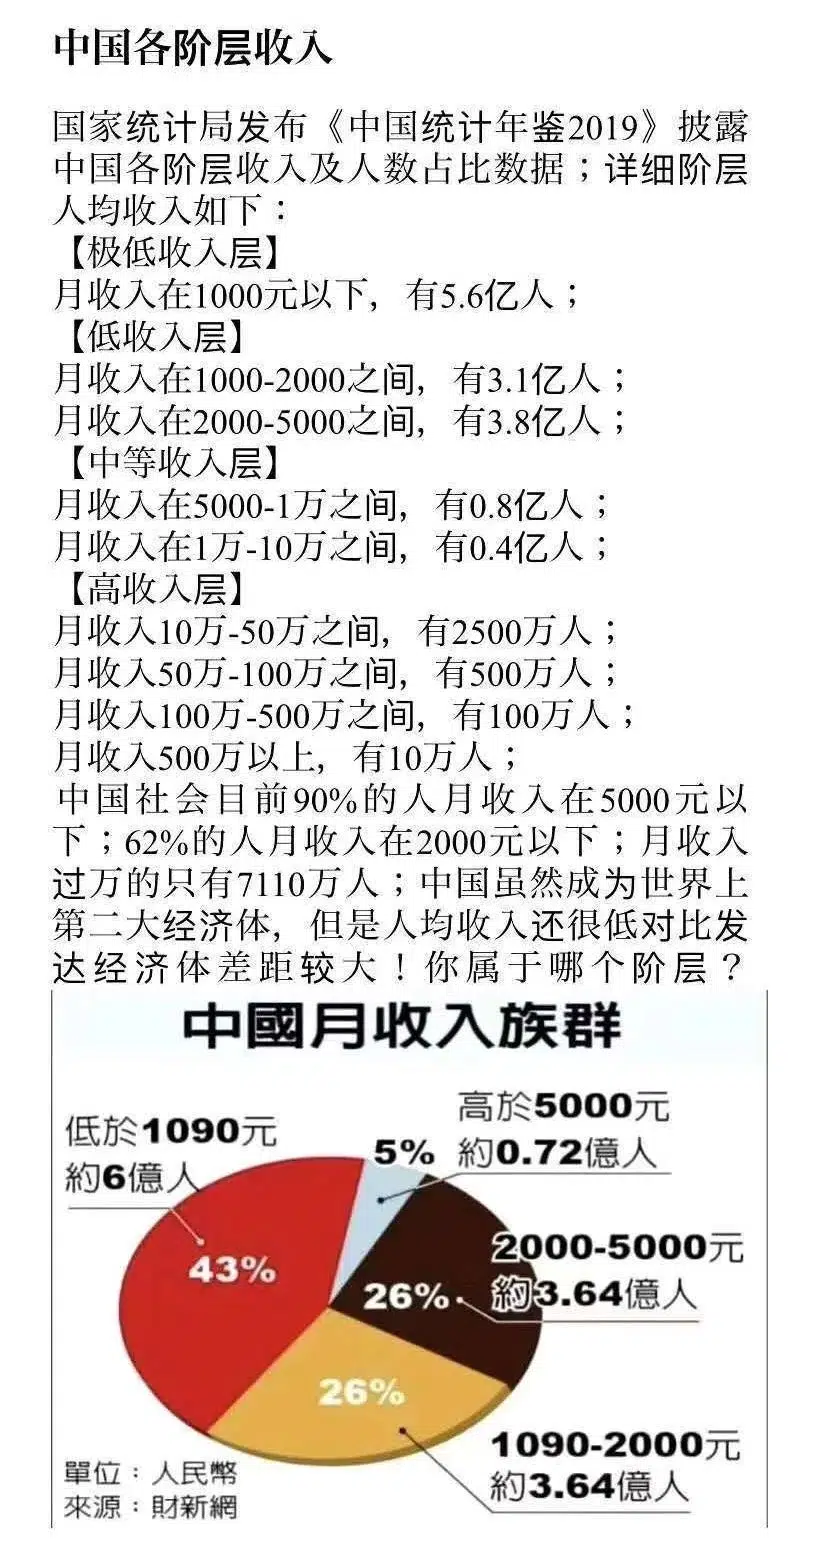 中国各阶层收入
国家统计局发布《中国统计年鉴2019》披露
中国各阶层收入及人数占比数据；详细阶层
人均收入如下：
【极低收入层】
月收入在1000元以下，有5.6亿人；
【低收入层】
月收入在1000-2000之间，有3.1亿人；
月收入在2000-5000之间，有3.8亿人；
【中等收入层】
月收入在5000-1万之间，有0.8亿人；
月收入在1万-10万之间，有0.4亿人；
【高收入层】
月收入10万-50万之间，有2500万人；
月收入50万-100万之间，有500万人；
月收入100万-500万之间，有100万人；
月收入500万以上，有10万人；
中国社会目前90%的人月收入在5000元以
下；62%的人月收入在2000元以下；月收入
过万的只有7110万人；中国虽然成为世界上
第二大经济体，但是人均收入还很低对比发
达经济体差距较大！你属于哪个阶层？
中國月收入族群
低於1090元
約6億人
43%
5%
高於5000元
約0.72億人
26%
2000-5000元
約3.64億人
26%
1090-2000元
約3.64億人
單位：人民幣
來源：財新網